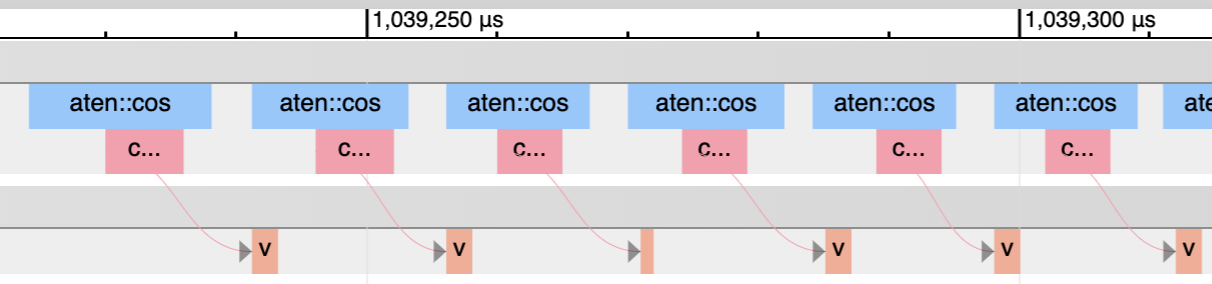 1,039,250 µs 1,039,300 µs
aten::cos aten::cos aten::cos aten::cos aten::cos aten::cos ate
c... c... c... c... c... c...
v v v v v